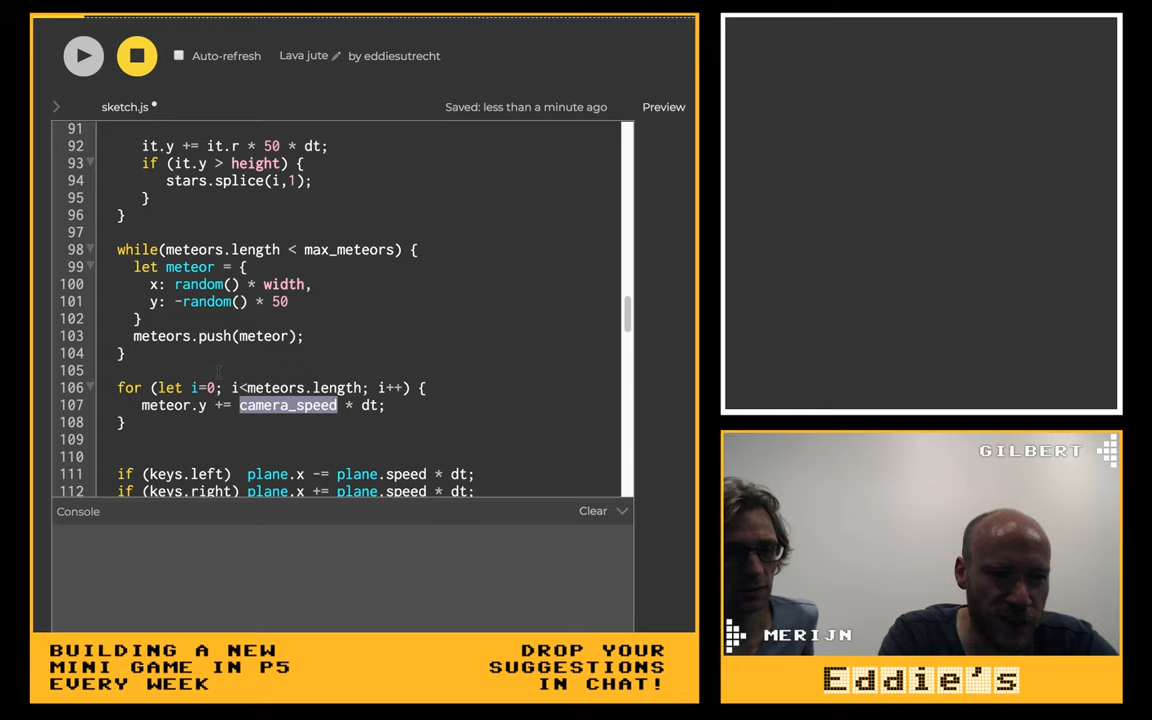 Auto-refresh
Lava jute
by eddiesutrecht
sketch.js
Saved: less than a minute ago
Preview
91
92 it.y += it.r * 50 * dt;
93 if (it.y > height) {
94 stars.splice(i,1);
95 }
96 }
97
98 while(meteors.length < max_meteors) {
99 let meteor = {
100 x: random() * width,
101 y: -random() * 50
102 }
103 meteors.push(meteor);
104 }
105
106 for (let i=0; i<meteors.length; i++) {
107 meteor.y += camera_speed * dt;
108 }
109
110
111 if (keys.left) plane.x -= plane.speed * dt;
112 if (keys.right) plane.x += plane.speed * dt;
Console
Clear
GILBERT
MERIJN
BUILDING A NEW
MINI GAME IN P5
EVERY WEEK
DROP YOUR
SUGGESTIONS
IN CHAT!
Eddie's